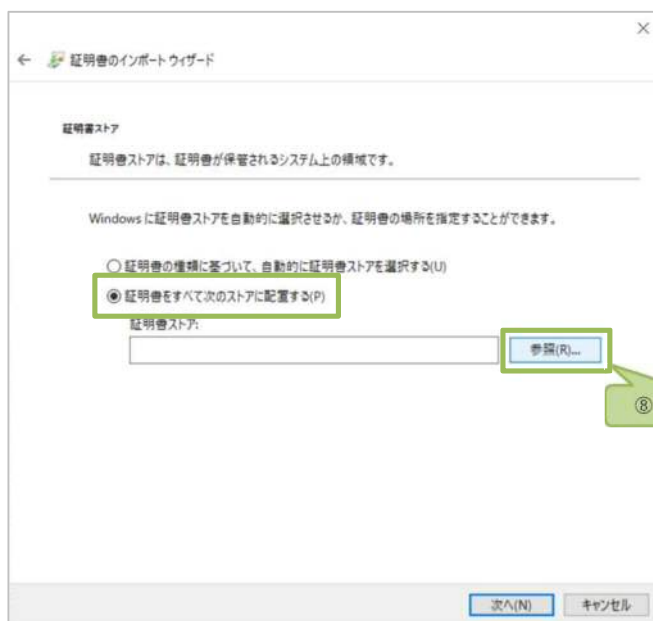 証明書のインポート ウィザード
証明書ストア
証明書ストアは、証明書が保管されるシステム上の領域です。
Windows に証明書ストアを自動的に選択させるか、証明書の場所を指定することができます。
証明書の種類に基づいて、自動的に証明書ストアを選択する(U)
証明書をすべて次のストアに配置する(P)
証明書ストア:
参照(R)...
⑧
次へ(N) キャンセル